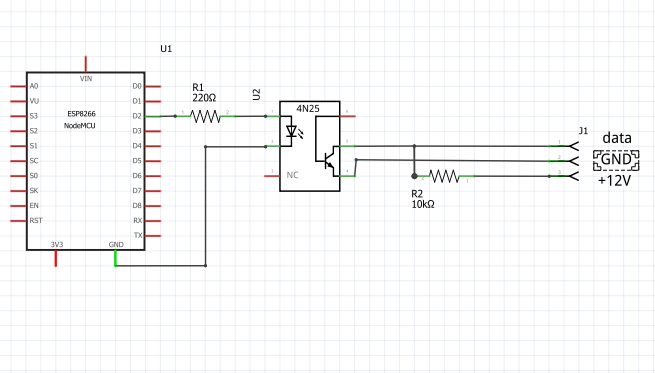 U1
VIN
A0
VU
S3
S2
S1
SC
S0
SK
EN
RST
ESP8266
NodeMCU
D0
D1
D2
D3
D4
D5
D6
D7
D8
RX
TX
3V3
GND
R1
220Ω
U2
4N25
NC
R2
10kΩ
J1
data
GND
+12V